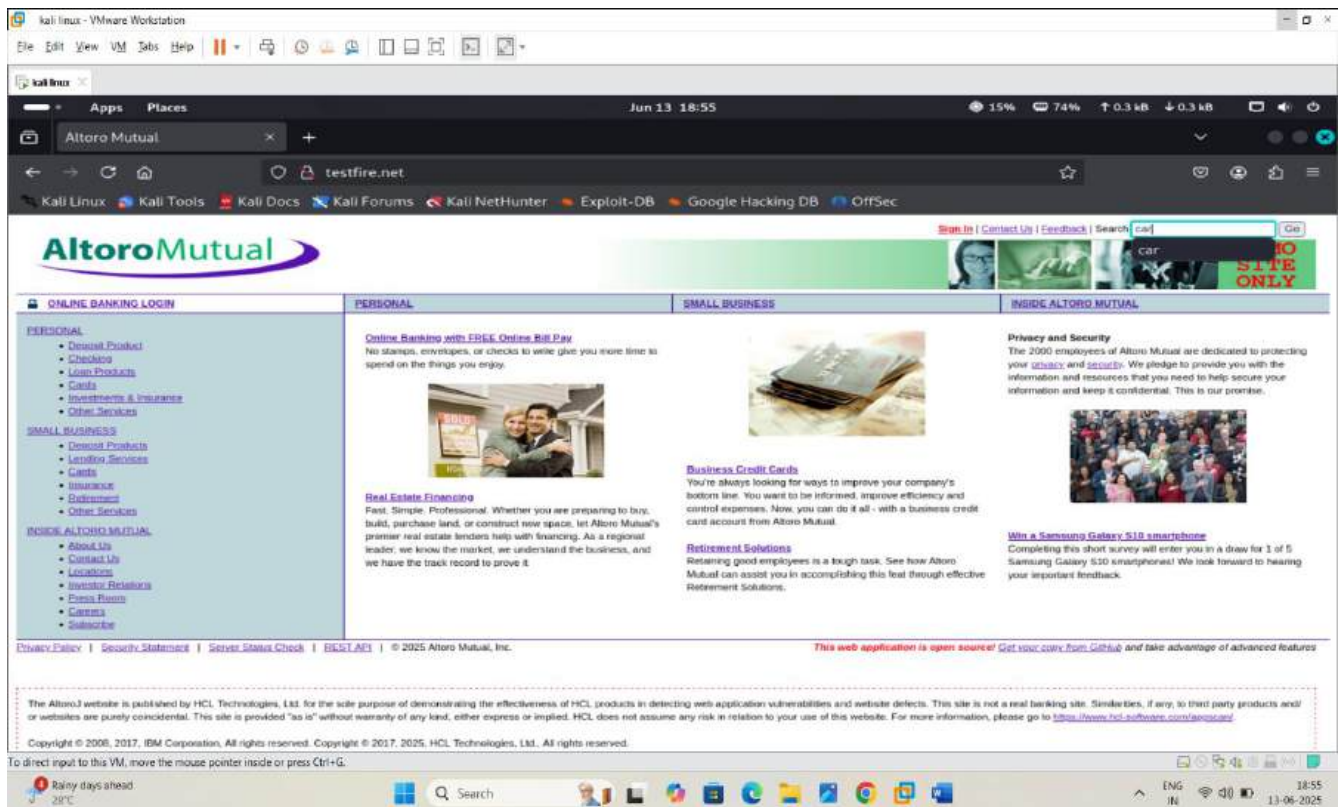 kali linux - VMware Workstation
File Edit View VM Tabs Help
kali linux
Apps Places Jun 13 18:55 15% 74% ↑ 0.3 kB ↓ 0.3 kB
Altoro Mutual
testfire.net
Kali Linux Kali Tools Kali Docs Kali Forums Kali NetHunter Exploit-DB Google Hacking DB OffSec
Sign In | Contact Us | Feedback | Search car Go
car
AltoroMutual
SITE
ONLY
ONLINE BANKING LOGIN PERSONAL SMALL BUSINESS INSIDE ALTORO MUTUAL
PERSONAL
Deposit Product
Checking
Loan Products
Cards
Investments & Insurance
Other Services
SMALL BUSINESS
Deposit Products
Lending Services
Cards
Insurance
Retirement
Other Services
INSIDE ALTORO MUTUAL
About Us
Contact Us
Locations
Investor Relations
Press Room
Careers
Subscribe
Online Banking with FREE Online Bill Pay
No stamps, envelopes, or checks to write give you more time to
spend on the things you enjoy.
SOLD
Real Estate Financing
Fast. Simple. Professional. Whether you are preparing to buy,
build, purchase land, or construct new space, let Altoro Mutual's
premier real estate lenders help with financing. As a regional
leader, we know the market, we understand the business, and
we have the track record to prove it
Business Credit Cards
You're always looking for ways to improve your company's
bottom line. You want to be informed, improve efficiency and
control expenses. Now, you can do it all - with a business credit
card account from Altoro Mutual.
Retirement Solutions
Retaining good employees is a tough task. See how Altoro
Mutual can assist you in accomplishing this feat through effective
Retirement Solutions.
Privacy and Security
The 2000 employees of Altoro Mutual are dedicated to protecting
your privacy and security. We pledge to provide you with the
information and resources that you need to help secure your
information and keep it confidential. This is our promise.
Win a Samsung Galaxy S10 smartphone
Completing this short survey will enter you in a draw for 1 of 5
Samsung Galaxy S10 smartphones! We look forward to hearing
your important feedback.
Privacy Policy | Security Statement | Server Status Check | REST API | © 2025 Altoro Mutual, Inc. This web application is open source! Get your copy from GitHub and take advantage of advanced features
The AltoroJ website is published by HCL Technologies, Ltd. for the sole purpose of demonstrating the effectiveness of HCL products in detecting web application vulnerabilities and website defects. This site is not a real banking site. Similarities, if any, to third party products and/
or websites are purely coincidental. This site is provided "as is" without warranty of any kind, either express or implied. HCL does not assume any risk in relation to your use of this website. For more information, please go to https://www.hcl-software.com/appscan/.
Copyright © 2008, 2017, IBM Corporation, All rights reserved. Copyright © 2017, 2025, HCL Technologies, Ltd., All rights reserved.
To direct input to this VM, move the mouse pointer inside or press Ctrl+G.
Rainy days ahead
28°C
Search
ENG
IN
18:55
13-06-2025